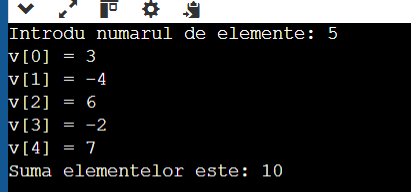 Introdu numarul de elemente: 5
v[0] = 3
v[1] = -4
v[2] = 6
v[3] = -2
v[4] = 7
Suma elementelor este: 10